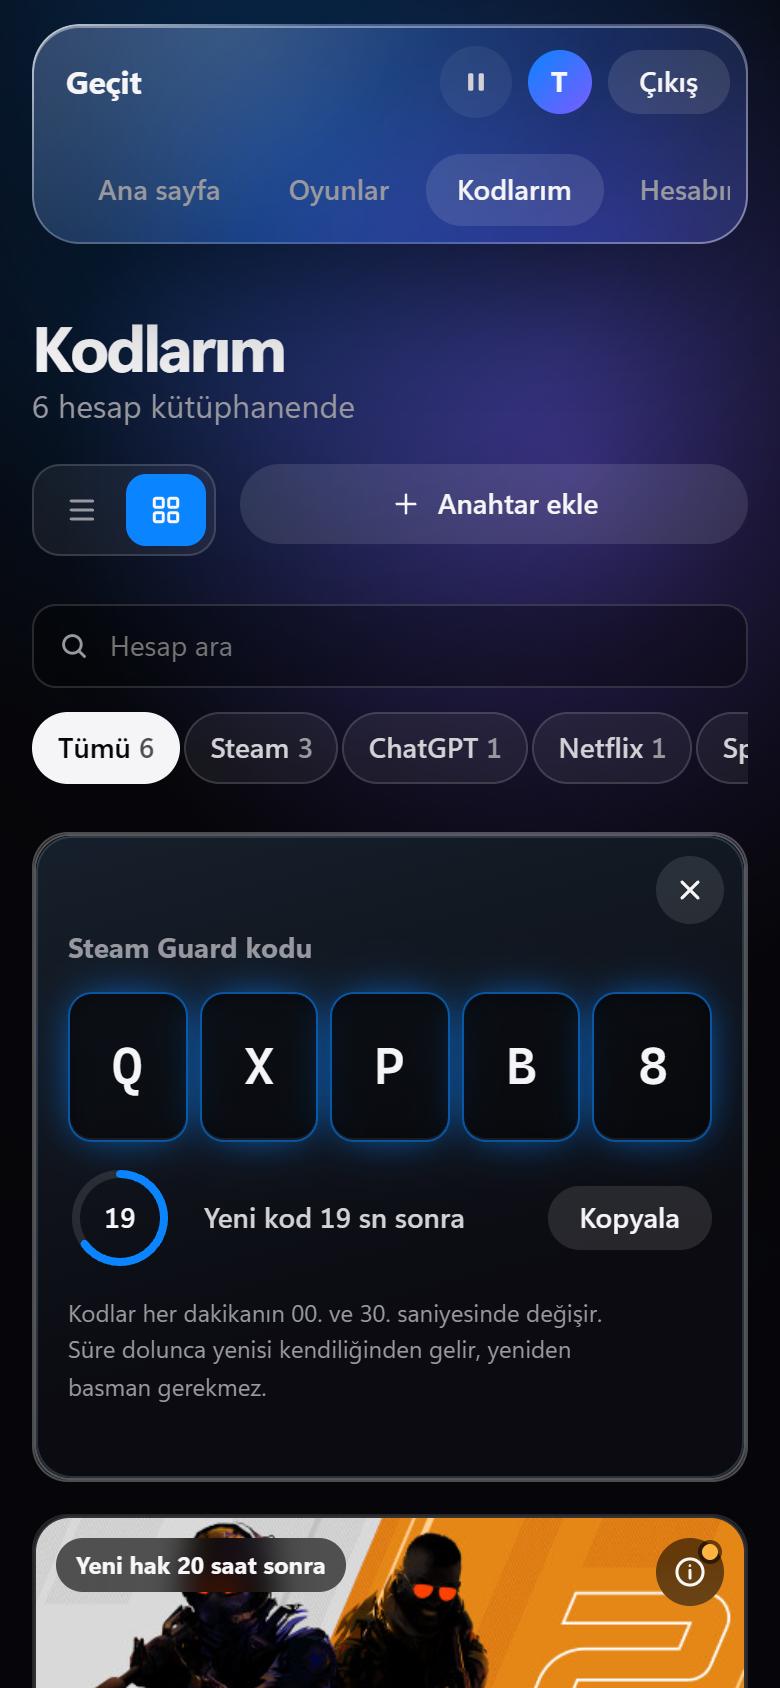 Geçit
T
Çıkış
Ana sayfa
Oyunlar
Kodlarım
Kodlarım
6 hesap kütüphanende
Anahtar ekle
Hesap ara
Tümü 6
Steam 3
ChatGPT 1
Netflix 1
Sp
Steam Guard kodu
Q X P B 8
19
Yeni kod 19 sn sonra
Kopyala
Kodlar her dakikanın 00. ve 30. saniyesinde değişir.
Süre dolunca yenisi kendiliğinden gelir, yeniden
basman gerekmez.
Yeni hak 20 saat sonra